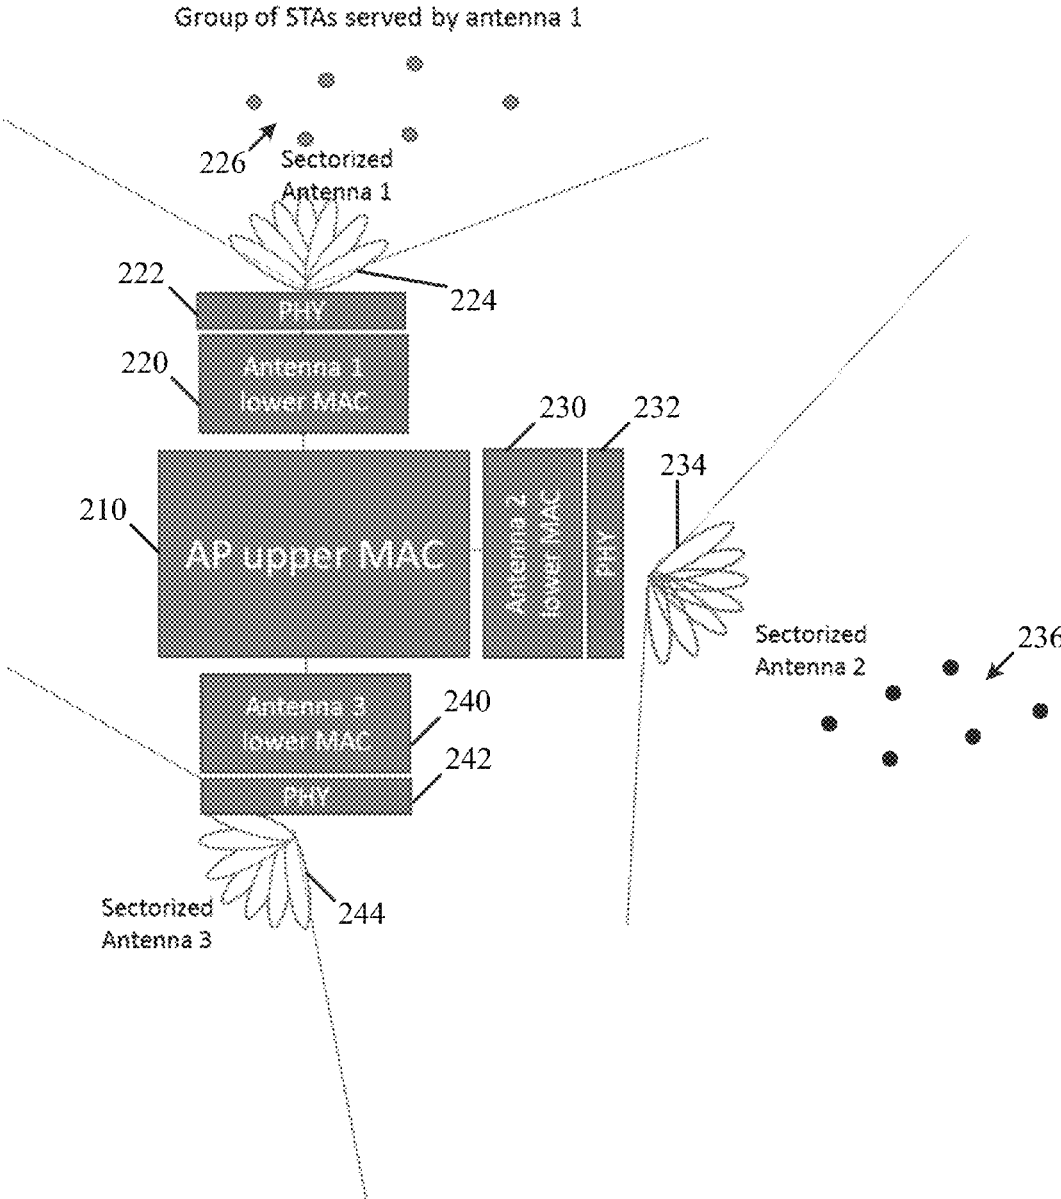 Group of STAs served by antenna 1
226
Sectorized
Antenna 1
222
224
PHY
220
Antenna 1
lower MAC
230
232
234
210
AP upper MAC
Antenna 2
lower MAC
PHY
Sectorized
Antenna 2
236
Antenna 3
lower MAC
240
242
PHY
244
Sectorized
Antenna 3